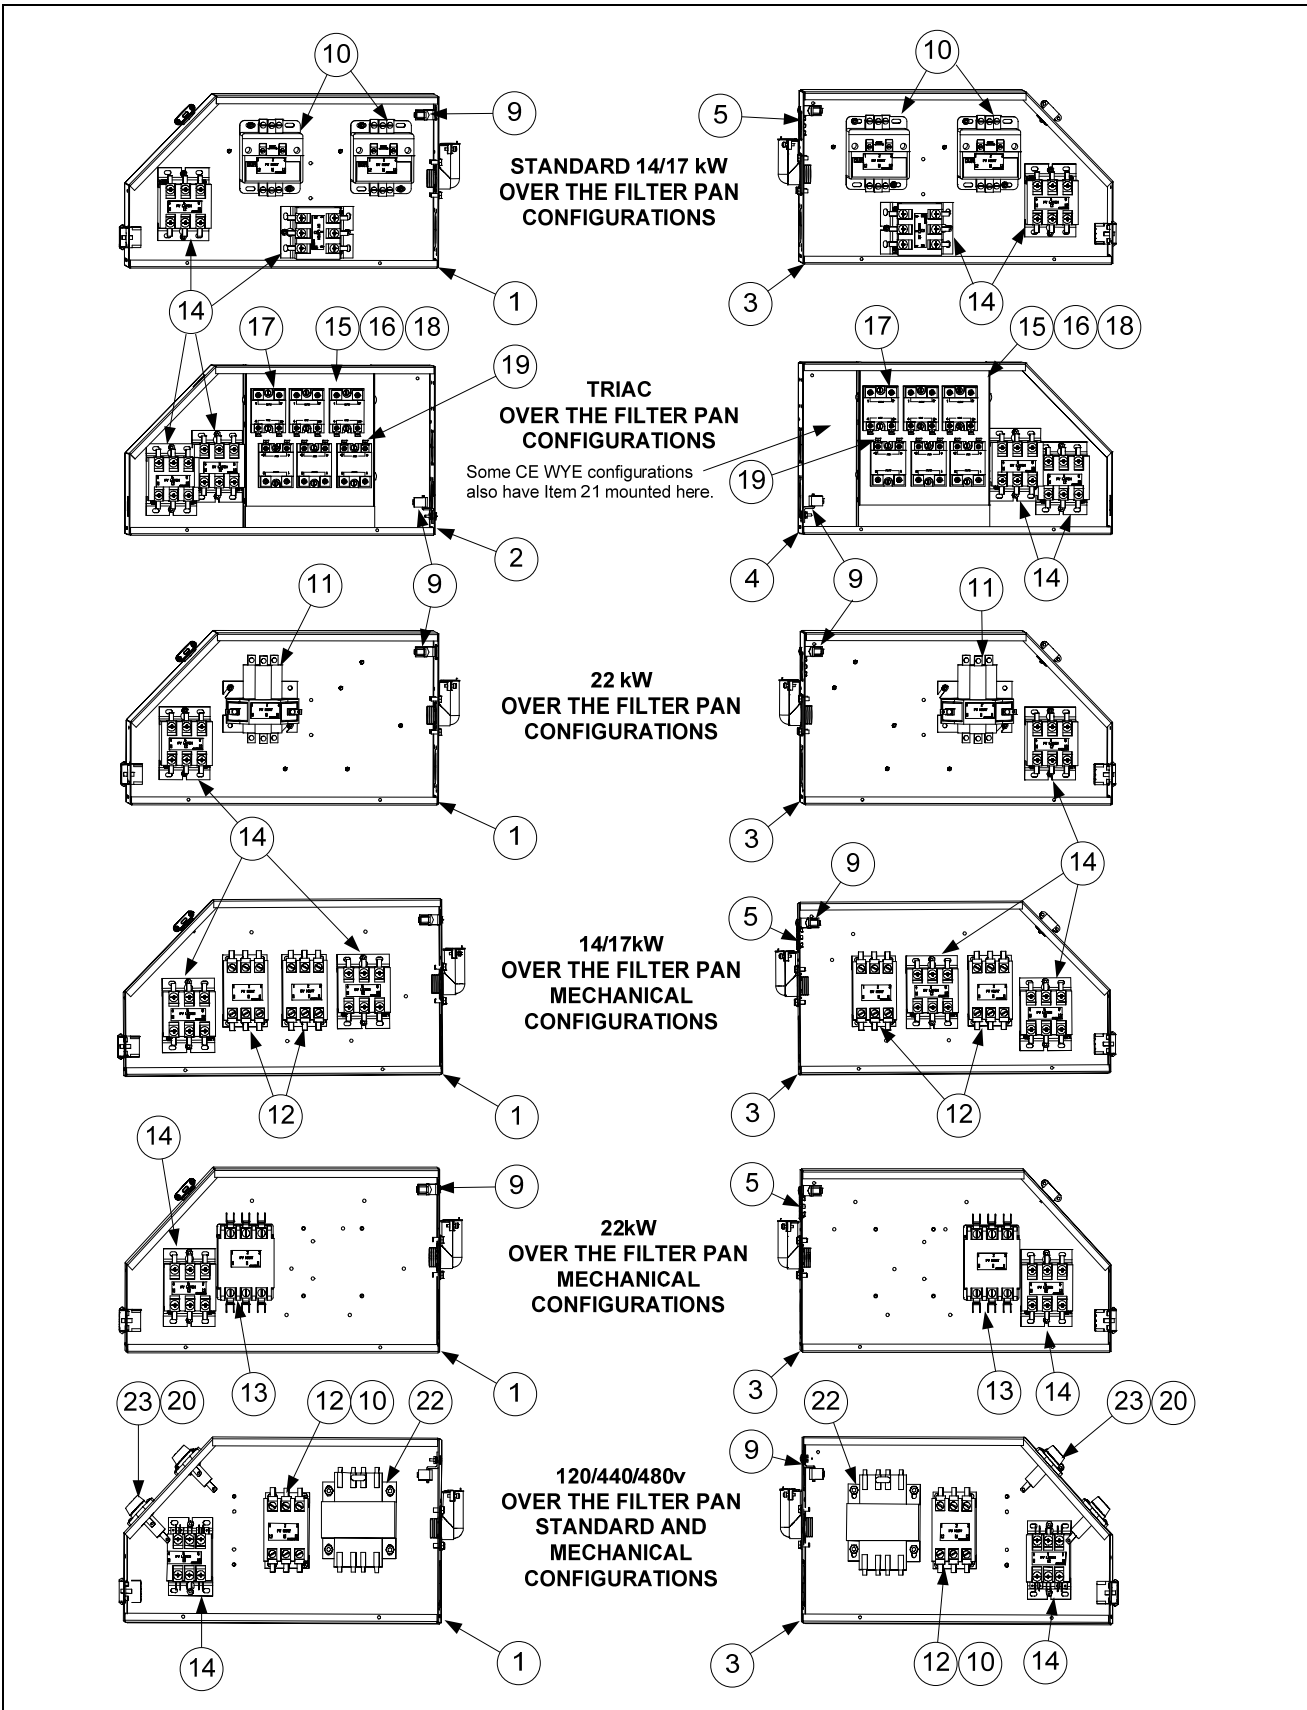 10
10
9
5
STANDARD 14/17 kW
OVER THE FILTER PAN
CONFIGURATIONS
14
1
3
14
17
15 16 18
17
15 16 18
19
TRIAC
OVER THE FILTER PAN
CONFIGURATIONS
Some CE WYE configurations
also have Item 21 mounted here.
19
2
9
4
9
14
11
11
22 kW
OVER THE FILTER PAN
CONFIGURATIONS
14
1
3
14
9
5
14/17kW
OVER THE FILTER PAN
MECHANICAL
CONFIGURATIONS
12
1
3
12
14
9
5
22kW
OVER THE FILTER PAN
MECHANICAL
CONFIGURATIONS
13
1
3
13
14
23 20
12 10
22
22
23 20
9
120/440/480v
OVER THE FILTER PAN
STANDARD AND
MECHANICAL
CONFIGURATIONS
14
1
3
12 10
14